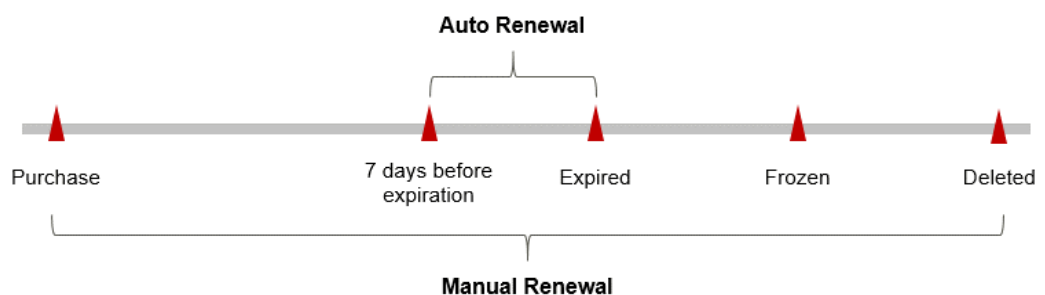 Auto Renewal
Purchase
7 days before
expiration
Expired
Frozen
Deleted
Manual Renewal